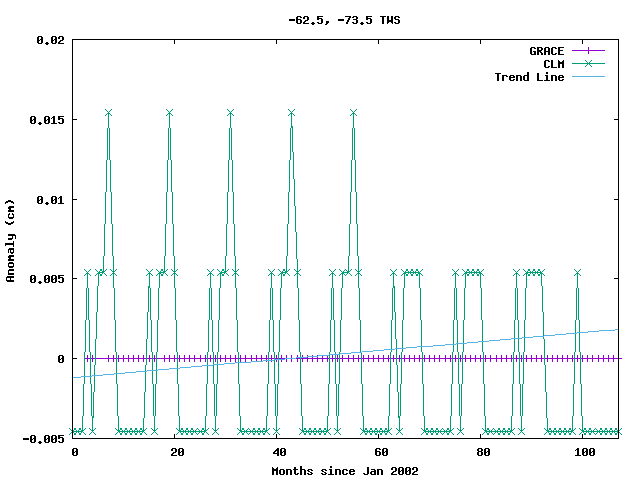 -62.5, -73.5 TWS
GRACE
CLM
Trend Line
0.02
0.015
0.01
0.005
0
-0.005
Anomaly (cm)
0 20 40 60 80 100
Months since Jan 2002